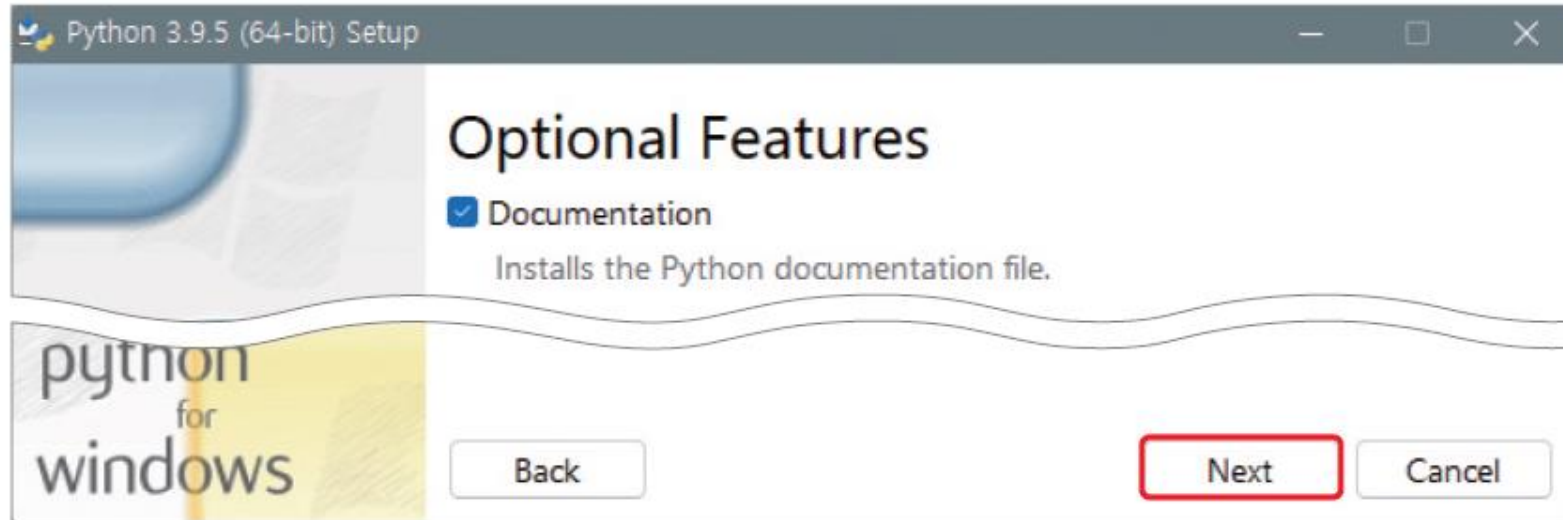 Python 3.9.5 (64-bit) Setup
Optional Features
Documentation
Installs the Python documentation file.
python
for
windows
Back Next Cancel